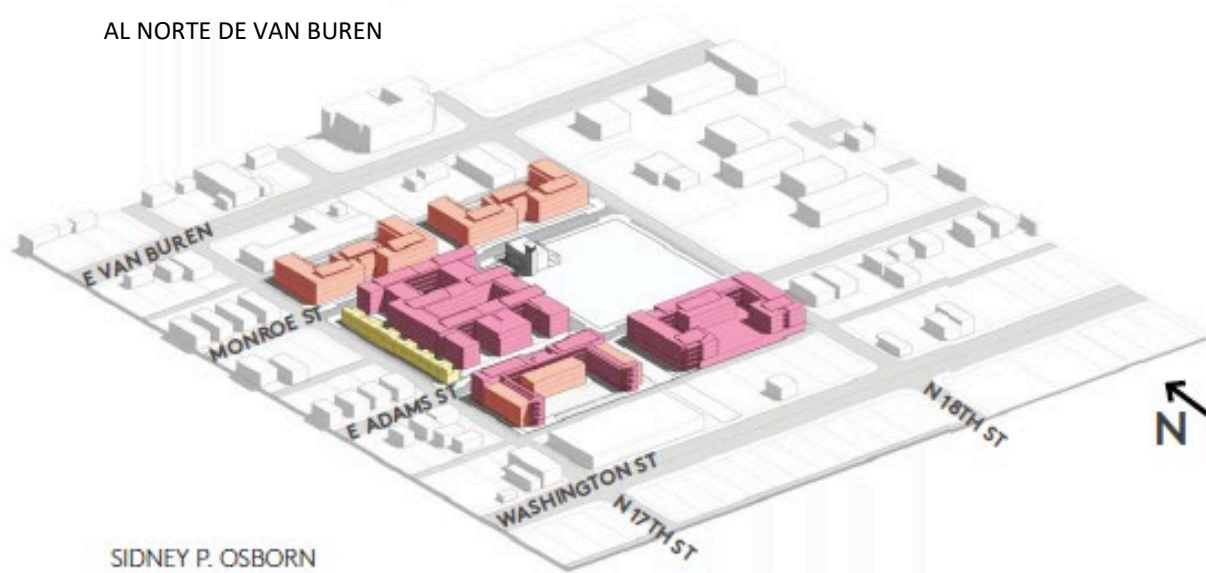 AL NORTE DE VAN BUREN
E VAN BUREN
MONROE ST
E ADAMS ST
WASHINGTON ST
N 17TH ST
N 18TH ST
N
SIDNEY P. OSBORN